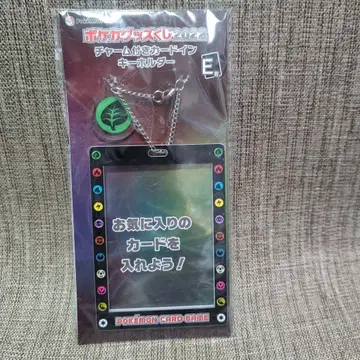 ポケカグッズくじ2022
チャーム付きカードイン
キーホルダー
E
お気に入りの
カードを
入れよう!
POKÉMON CARD GAME